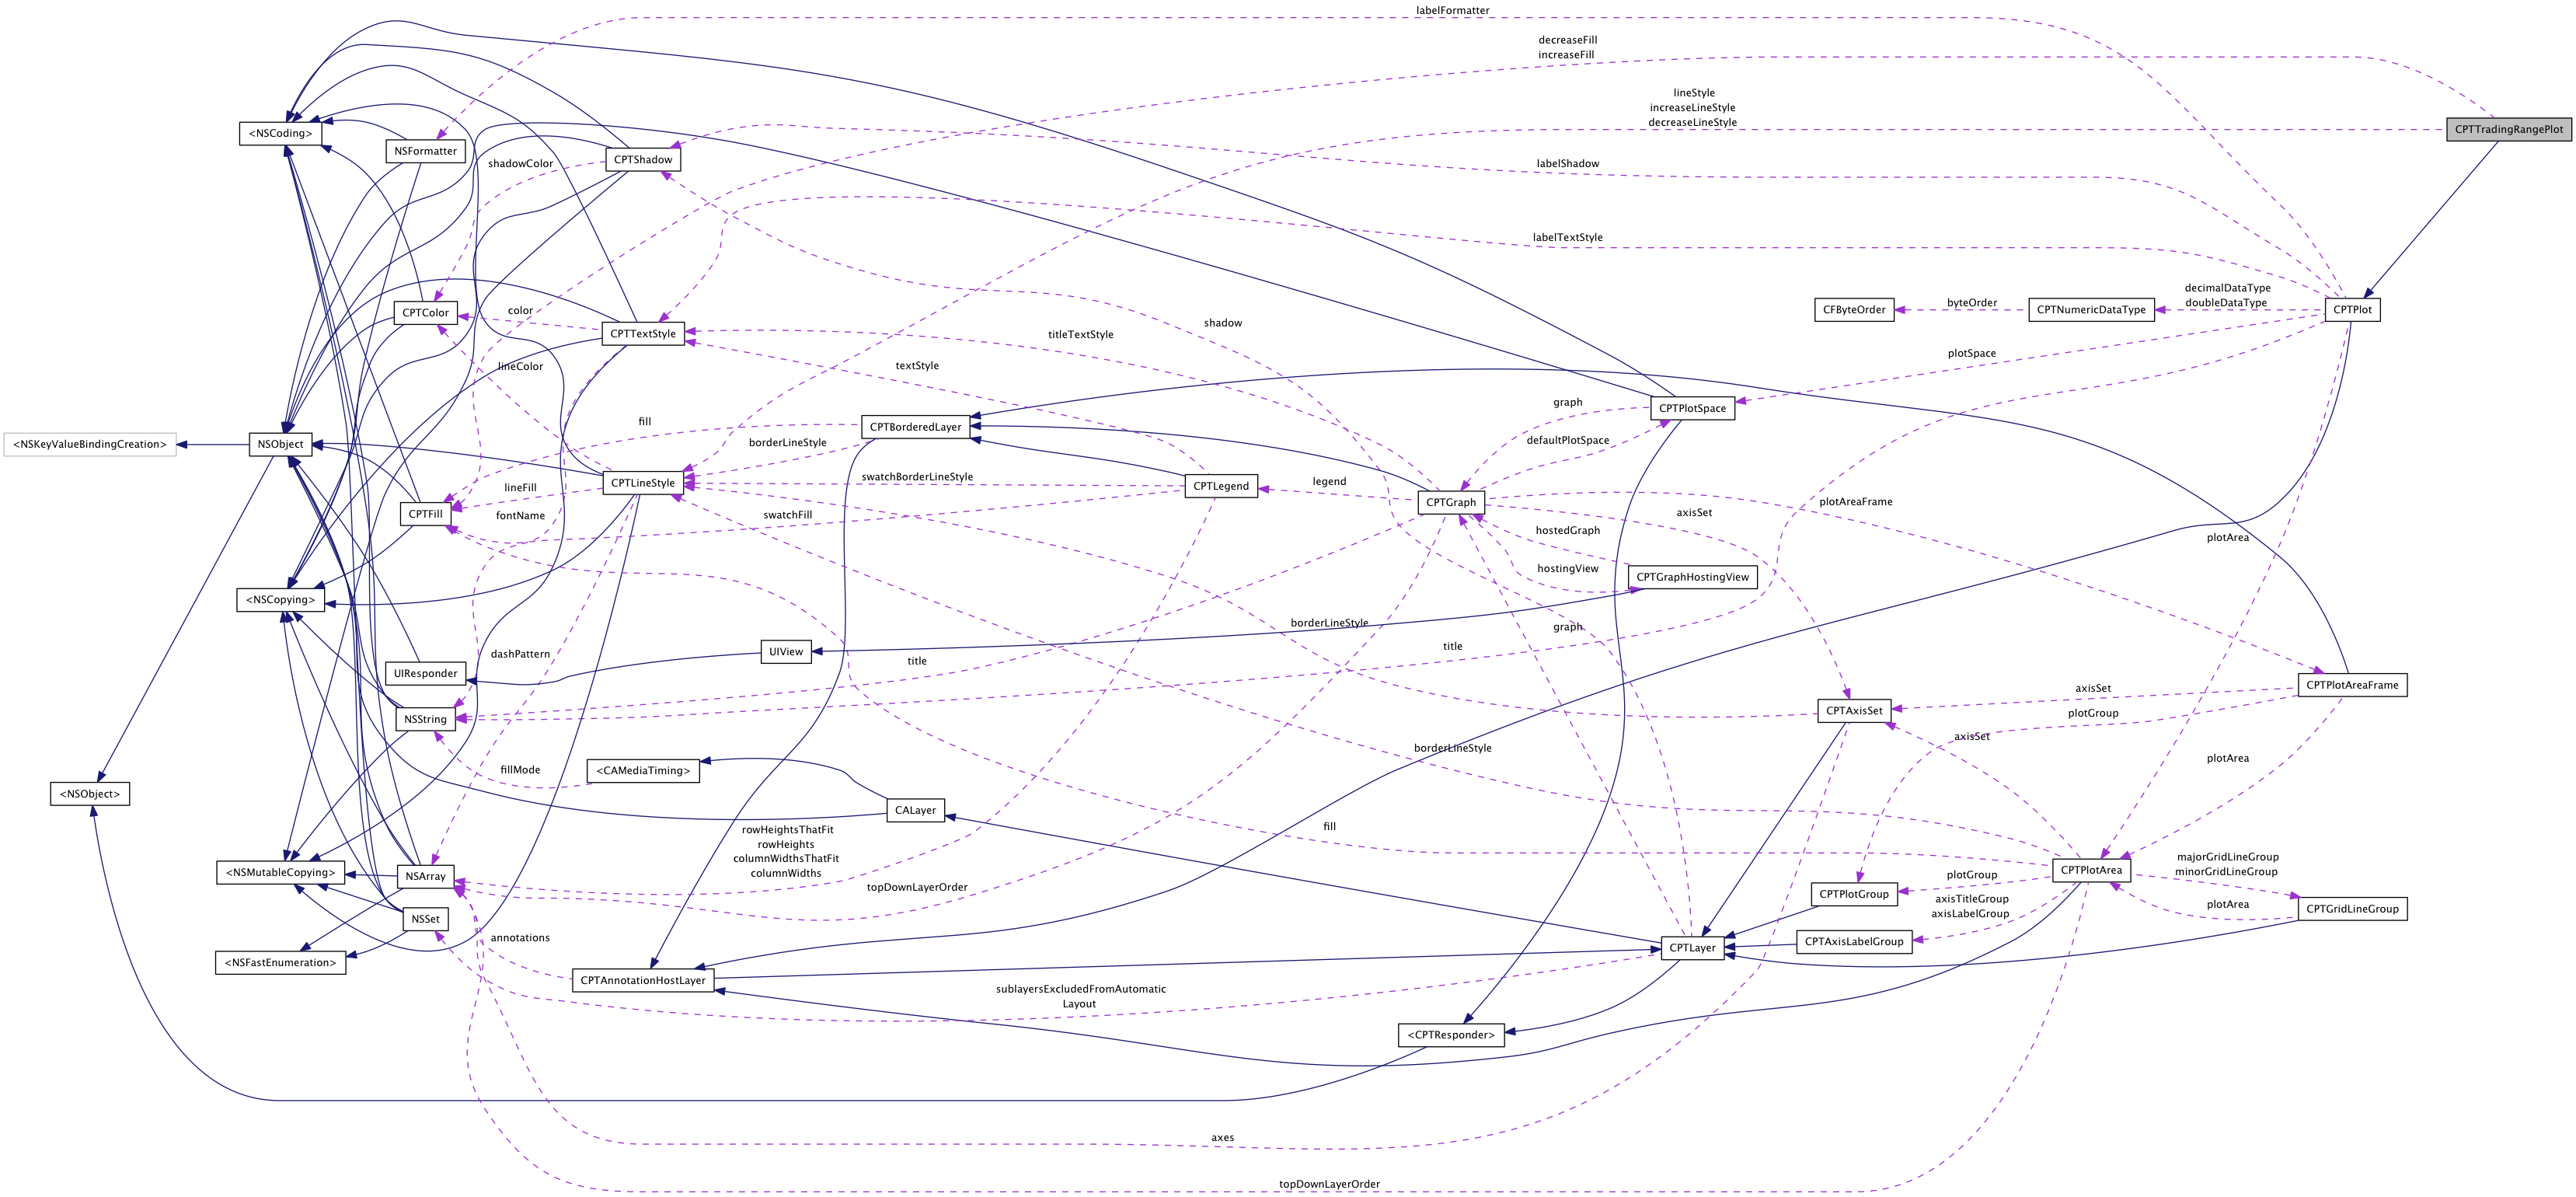 labelFormatter
decreaseFill
increaseFill
lineStyle
increaseLineStyle
decreaseLineStyle
CPTTradingRangePlot
<NSCoding>
NSFormatter
CPTShadow
shadowColor
labelShadow
labelTextStyle
decimalDataType
doubleDataType
byteOrder
CFByteOrder
CPTNumericDataType
CPTPlot
CPTColor
color
CPTTextStyle
titleTextStyle
shadow
textStyle
plotSpace
lineColor
graph
CPTPlotSpace
fill
CPTBorderedLayer
defaultPlotSpace
<NSKeyValueBindingCreation>
NSObject
borderLineStyle
swatchBorderLineStyle
CPTLineStyle
lineFill
CPTLegend
legend
CPTGraph
plotAreaFrame
CPTFill
fontName
swatchFill
axisSet
hostedGraph
plotArea
hostingView
CPTGraphHostingView
<NSCopying>
borderLineStyle
graph
UIView
dashPattern
title
title
UIResponder
CPTPlotAreaFrame
axisSet
NSString
CPTAxisSet
plotGroup
axisSet
borderLineStyle
plotArea
fillMode
<CAMediaTiming>
<NSObject>
CALayer
rowHeightsThatFit
rowHeights
columnWidthsThatFit
columnWidths
fill
majorGridLineGroup
minorGridLineGroup
<NSMutableCopying>
NSArray
topDownLayerOrder
CPTPlotArea
plotGroup
CPTPlotGroup
axisTitleGroup
axisLabelGroup
plotArea
CPTGridLineGroup
NSSet
annotations
CPTLayer
CPTAxisLabelGroup
<NSFastEnumeration>
CPTAnnotationHostLayer
sublayersExcludedFromAutomatic
Layout
<CPTResponder>
axes
topDownLayerOrder